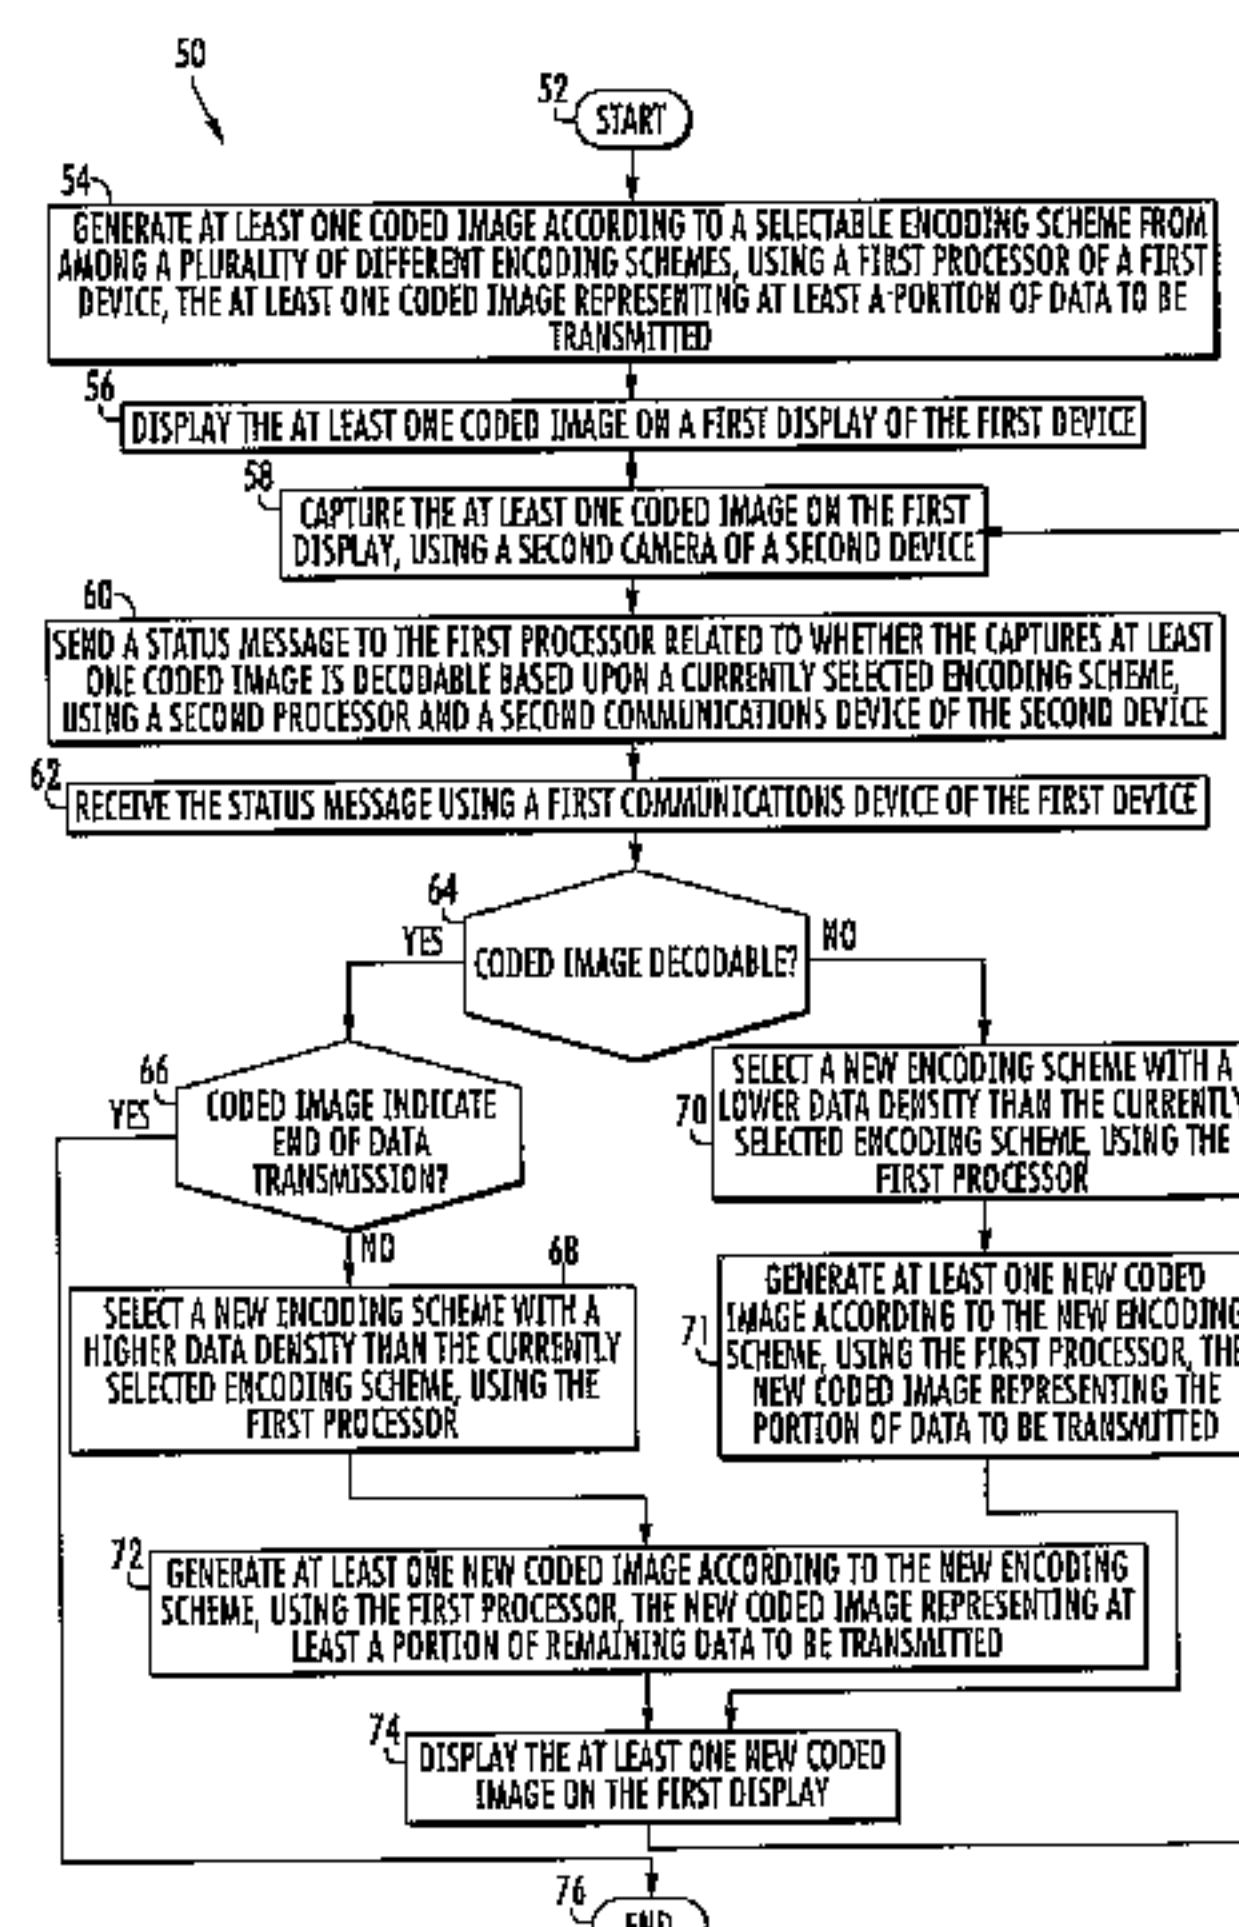 50
52
START
54
GENERATE AT LEAST ONE CODED IMAGE ACCORDING TO A SELECTABLE ENCODING SCHEME FROM
AMONG A PLURALITY OF DIFFERENT ENCODING SCHEMES, USING A FIRST PROCESSOR OF A FIRST
DEVICE, THE AT LEAST ONE CODED IMAGE REPRESENTING AT LEAST A PORTION OF DATA TO BE
TRANSMITTED
56
DISPLAY THE AT LEAST ONE CODED IMAGE ON A FIRST DISPLAY OF THE FIRST DEVICE
58
CAPTURE THE AT LEAST ONE CODED IMAGE ON THE FIRST
DISPLAY, USING A SECOND CAMERA OF A SECOND DEVICE
60
SEND A STATUS MESSAGE TO THE FIRST PROCESSOR RELATED TO WHETHER THE CAPTURES AT LEAST
ONE CODED IMAGE IS DECODABLE BASED UPON A CURRENTLY SELECTED ENCODING SCHEME,
USING A SECOND PROCESSOR AND A SECOND COMMUNICATIONS DEVICE OF THE SECOND DEVICE
62
RECEIVE THE STATUS MESSAGE USING A FIRST COMMUNICATIONS DEVICE OF THE FIRST DEVICE
64
YES
CODED IMAGE DECODABLE?
NO
66
YES
CODED IMAGE INDICATE
END OF DATA
TRANSMISSION?
NO
70
SELECT A NEW ENCODING SCHEME WITH A
LOWER DATA DENSITY THAN THE CURRENTLY
SELECTED ENCODING SCHEME, USING THE
FIRST PROCESSOR
68
SELECT A NEW ENCODING SCHEME WITH A
HIGHER DATA DENSITY THAN THE CURRENTLY
SELECTED ENCODING SCHEME, USING THE
FIRST PROCESSOR
71
GENERATE AT LEAST ONE NEW CODED
IMAGE ACCORDING TO THE NEW ENCODING
SCHEME, USING THE FIRST PROCESSOR, THE
NEW CODED IMAGE REPRESENTING THE
PORTION OF DATA TO BE TRANSMITTED
72
GENERATE AT LEAST ONE NEW CODED IMAGE ACCORDING TO THE NEW ENCODING
SCHEME, USING THE FIRST PROCESSOR, THE NEW CODED IMAGE REPRESENTING AT
LEAST A PORTION OF REMAINING DATA TO BE TRANSMITTED
74
DISPLAY THE AT LEAST ONE NEW CODED
IMAGE ON THE FIRST DISPLAY
76
END